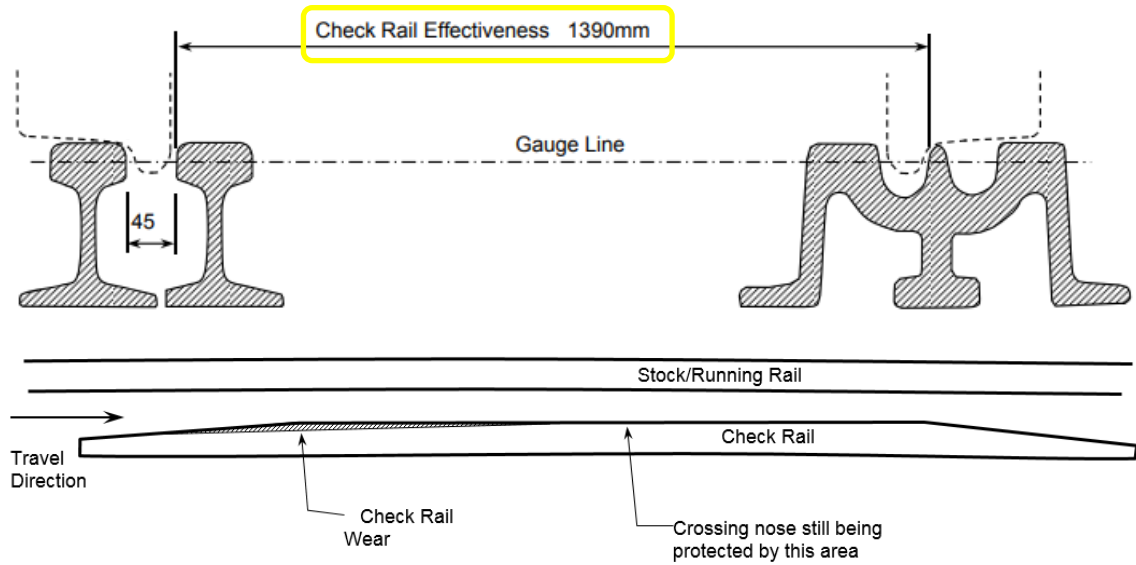 Check Rail Effectiveness 1390mm
Gauge Line
45
Stock/Running Rail
Check Rail
Travel
Direction
Check Rail
Wear
Crossing nose still being
protected by this area